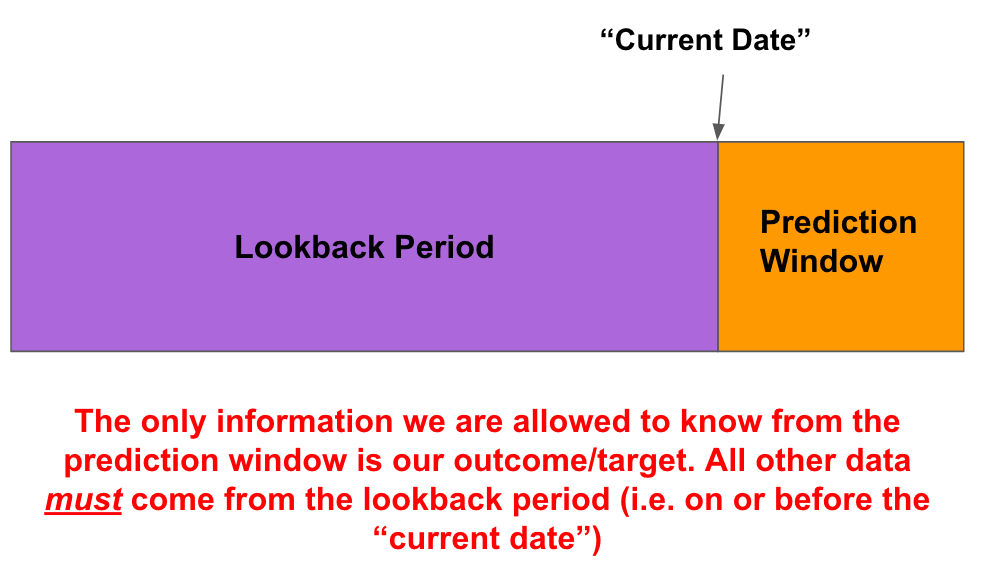 “Current Date”
Lookback Period
Prediction
Window
The only information we are allowed to know from the
prediction window is our outcome/target. All other data
must come from the lookback period (i.e. on or before the
“current date”)